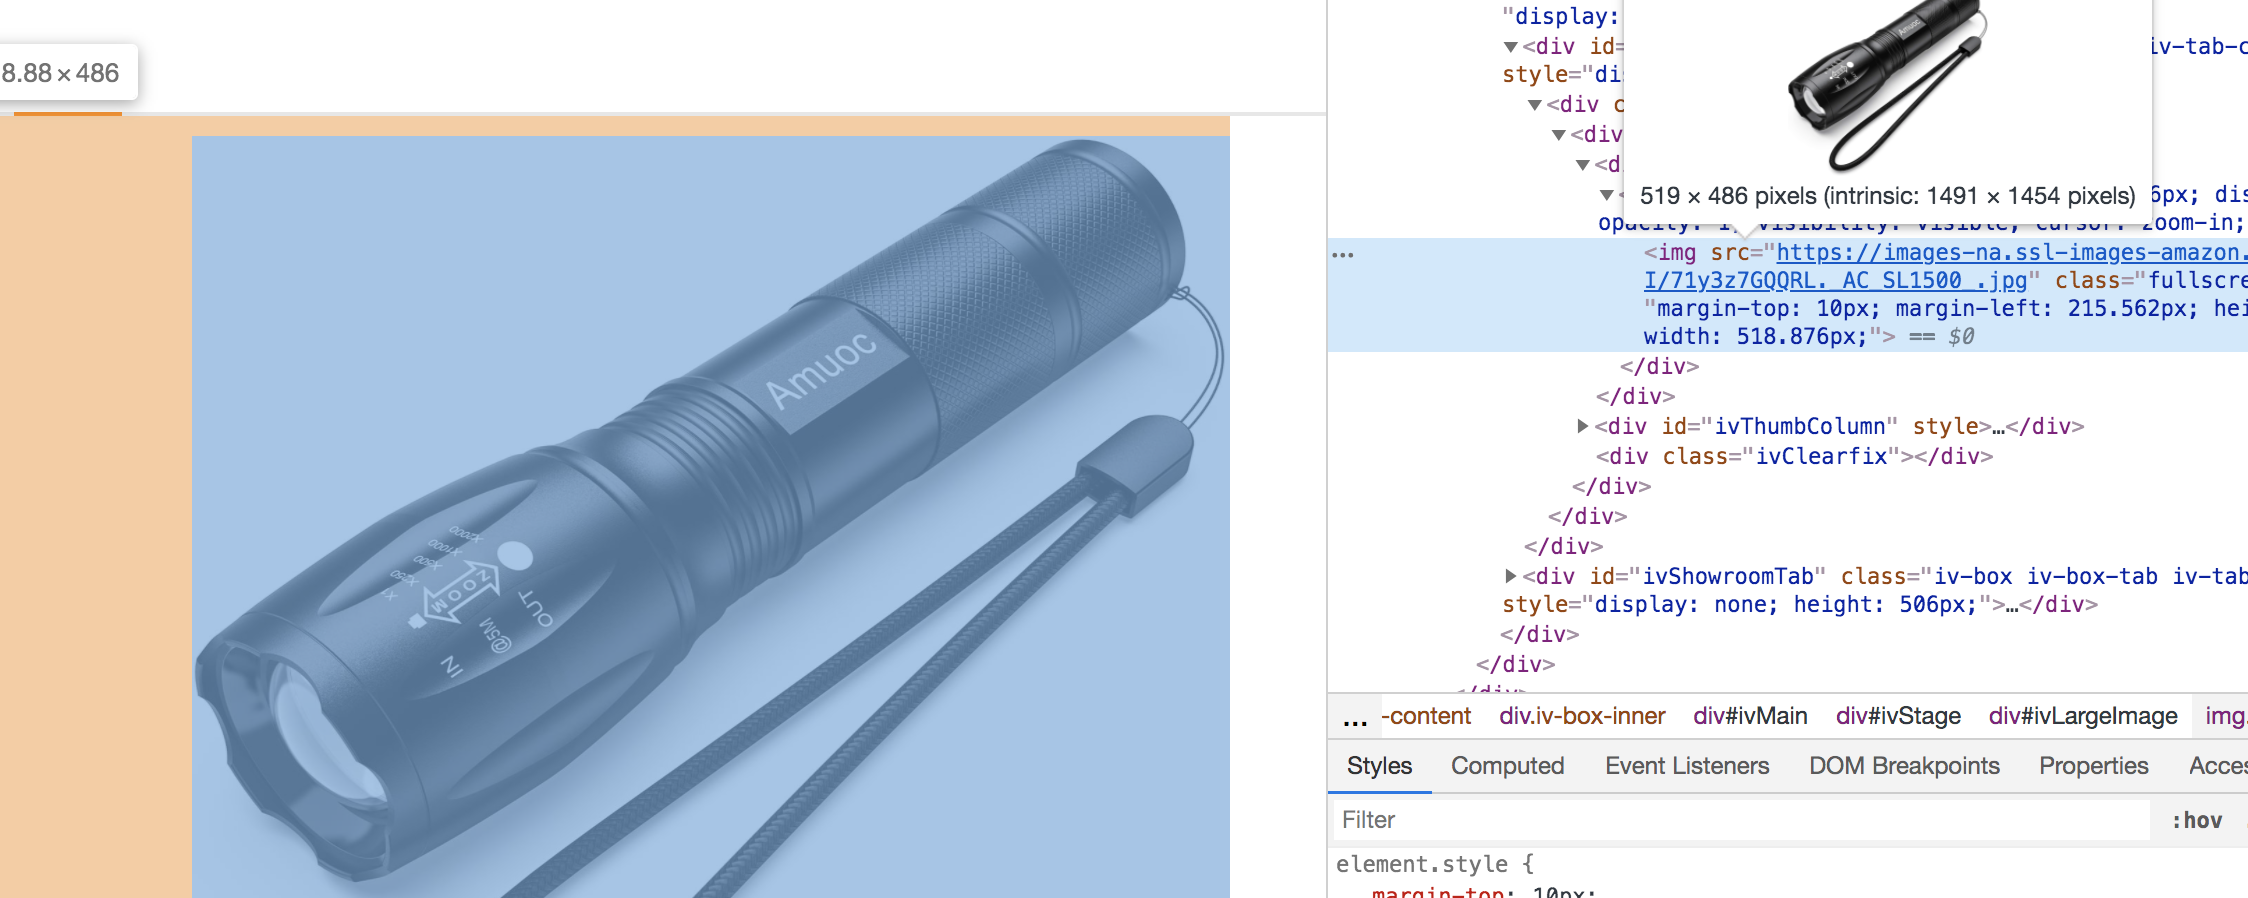 8.88 × 486
Amuoc
X2000
X1000
X500
X250
X1
ZOOM
OUT
@5M
IN
"display:
▼<div id= iv-tab-c
style="di
▼<div c
▼<div
▼<d
▼< 6px; dis
opacity: 1; visibility: visible; cursor: zoom-in;
Amuoc
519 × 486 pixels (intrinsic: 1491 × 1454 pixels)
… <img src="https://images-na.ssl-images-amazon.
I/71y3z7GQQRL._AC_SL1500_.jpg" class="fullscre
"margin-top: 10px; margin-left: 215.562px; hei
width: 518.876px;"> == $0
</div>
</div>
▶<div id="ivThumbColumn" style>…</div>
<div class="ivClearfix"></div>
</div>
</div>
</div>
▶<div id="ivShowroomTab" class="iv-box iv-box-tab iv-tab
style="display: none; height: 506px;">…</div>
</div>
</div>
</div>
… -content div.iv-box-inner div#ivMain div#ivStage div#ivLargeImage img.
Styles Computed Event Listeners DOM Breakpoints Properties Acces
Filter :hov
element.style {
margin-top: 10px;